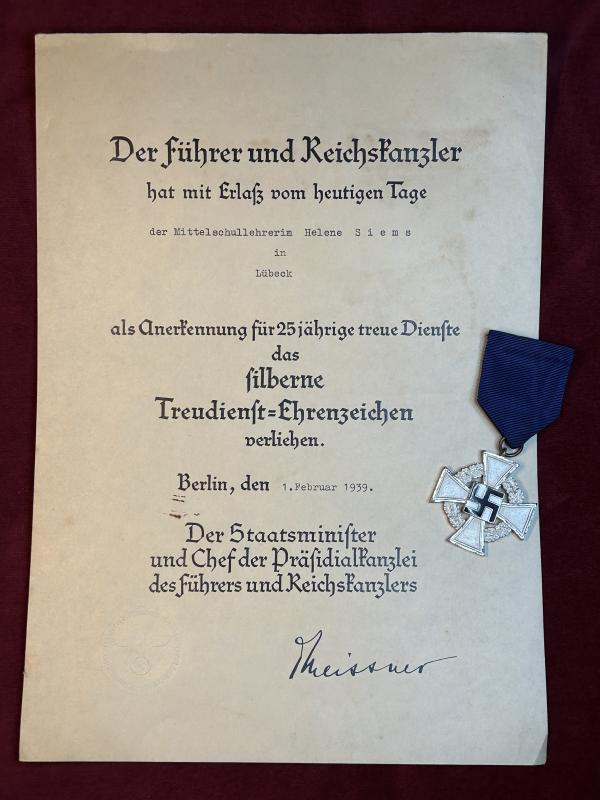 Der Führer und Reichskanzler
hat mit Erlaß vom heutigen Tage
der Mittelschullehrerin Helene S i e m s
in
Lübeck
als Anerkennung für 25 jährige treue Dienste
das
silberne
Treudienst=Ehrenzeichen
verliehen.
Berlin, den 1.Februar 1939.
Der Staatsminister
und Chef der Präsidialkanzlei
des Führers und Reichskanzlers
Meissner